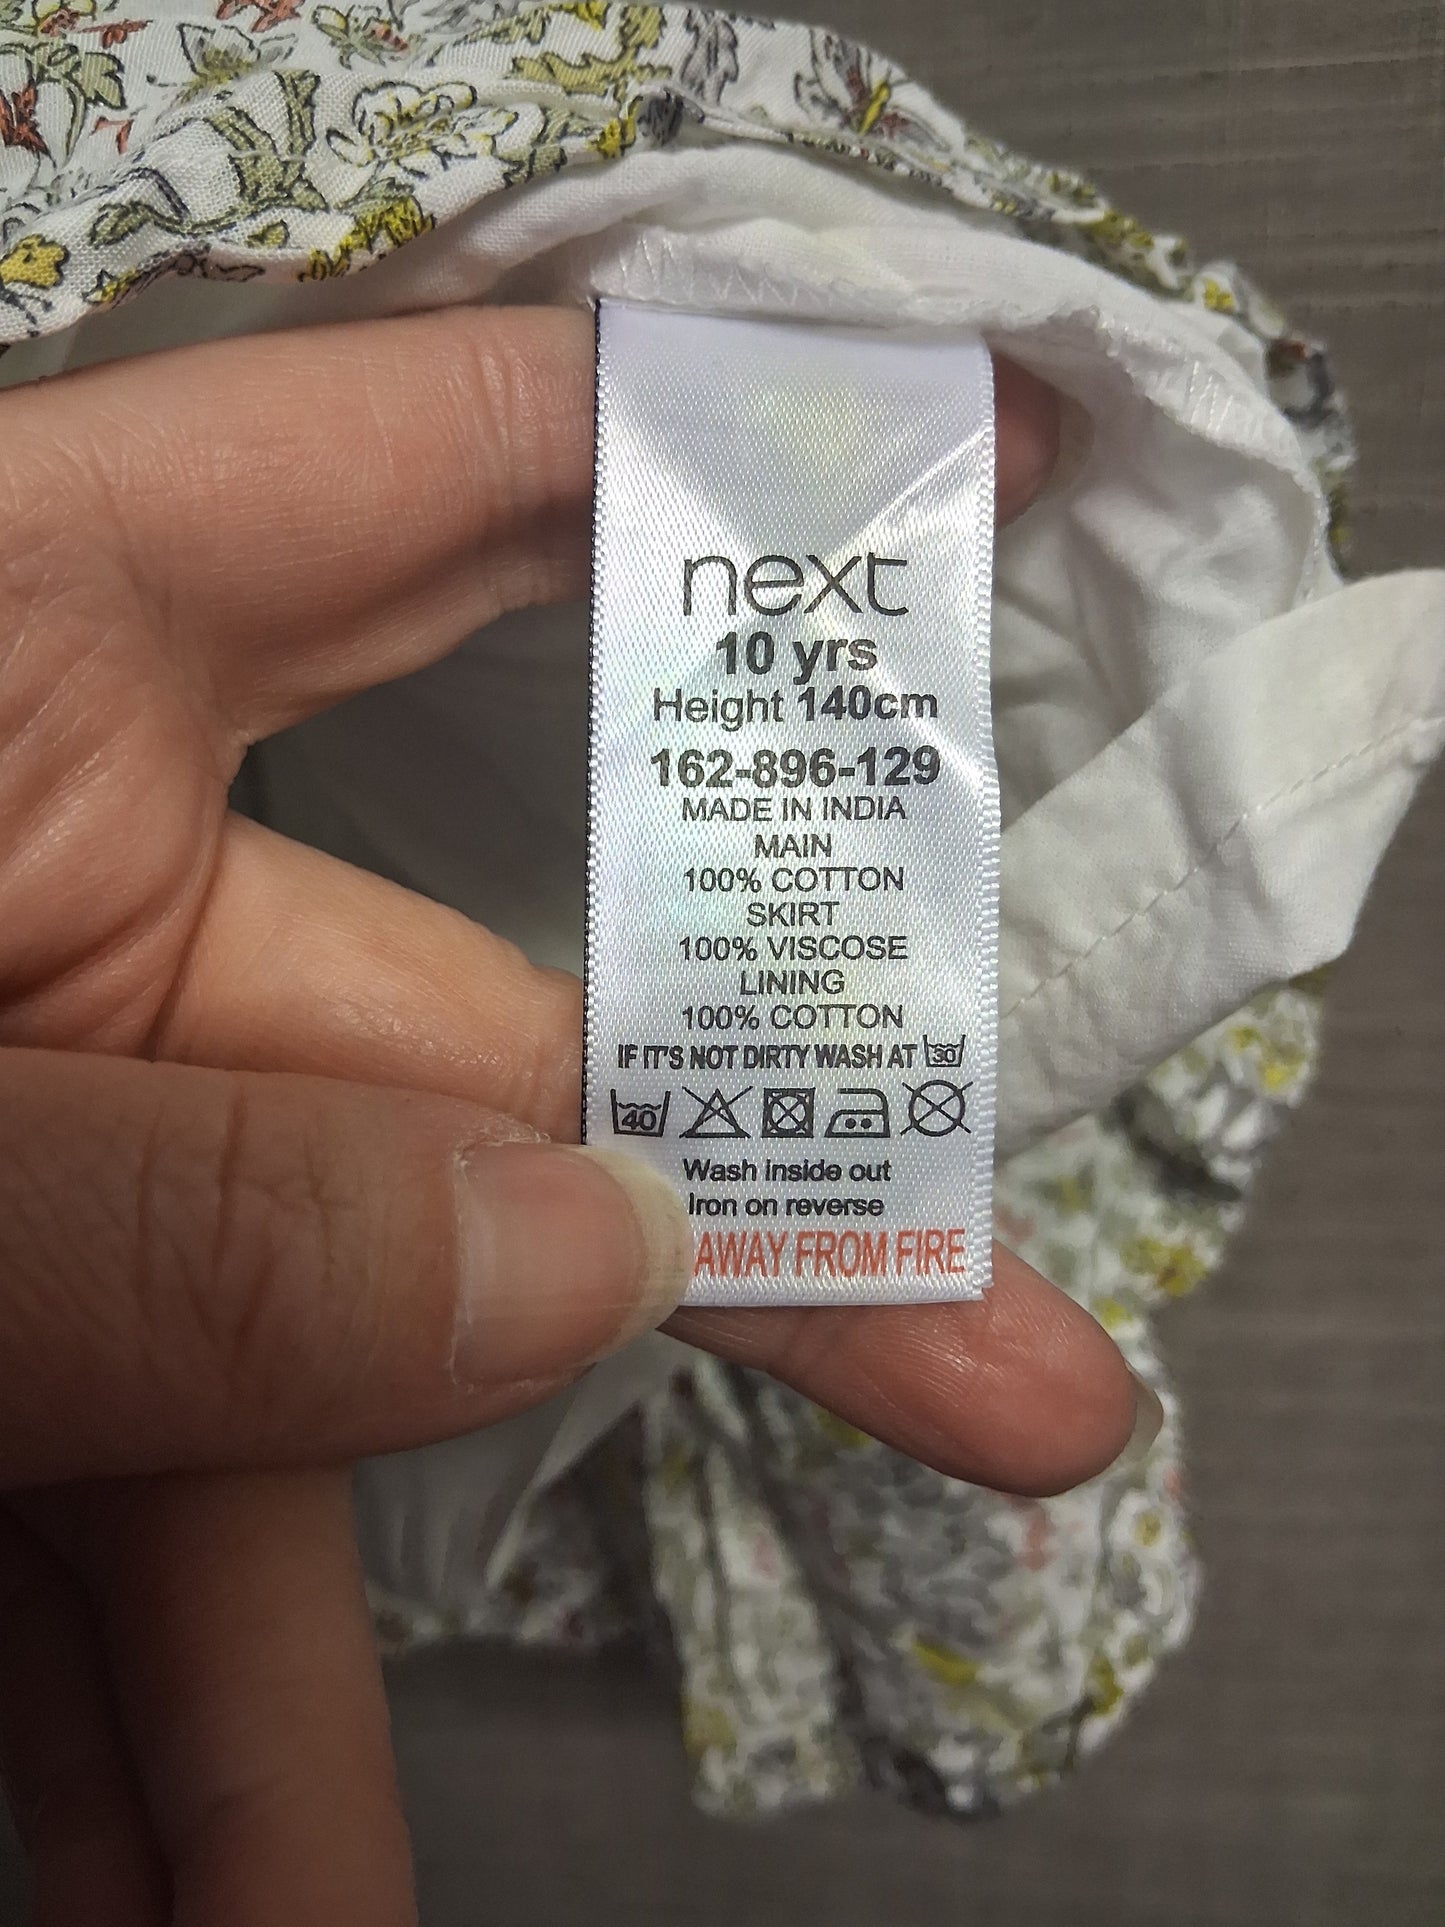 next
10 yrs
Height 140cm
162-896-129
MADE IN INDIA
MAIN
100% COTTON
SKIRT
100% VISCOSE
LINING
100% COTTON
IF IT'S NOT DIRTY WASH AT 30
40
Wash inside out
Iron on reverse
AWAY FROM FIRE